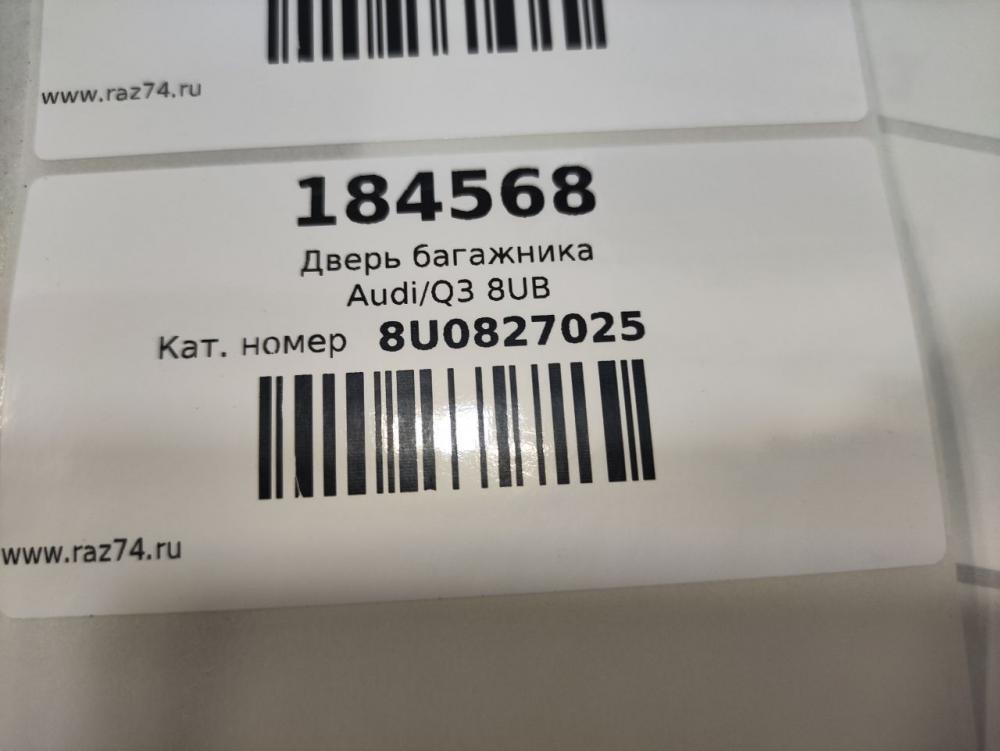 www.raz74.ru
184568
Дверь багажника
Audi/Q3 8UB
Кат. номер 8U0827025
www.raz74.ru